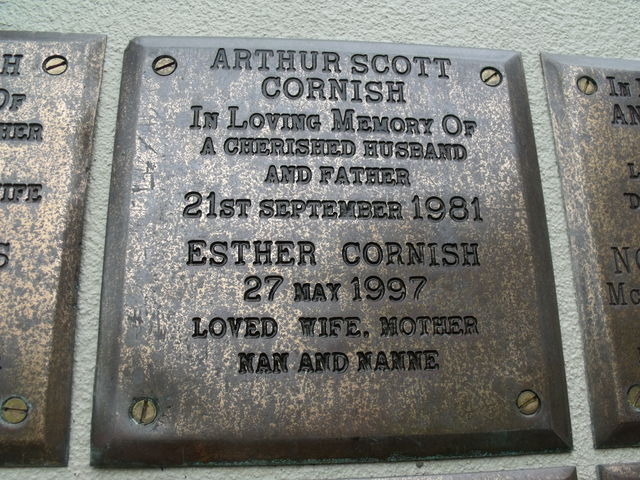 ARTHUR SCOTT
CORNISH
IN LOVING MEMORY OF
A CHERISHED HUSBAND
AND FATHER
21ST SEPTEMBER 1981
ESTHER CORNISH
27 MAY 1997
LOVED WIFE, MOTHER
NAN AND NANNE